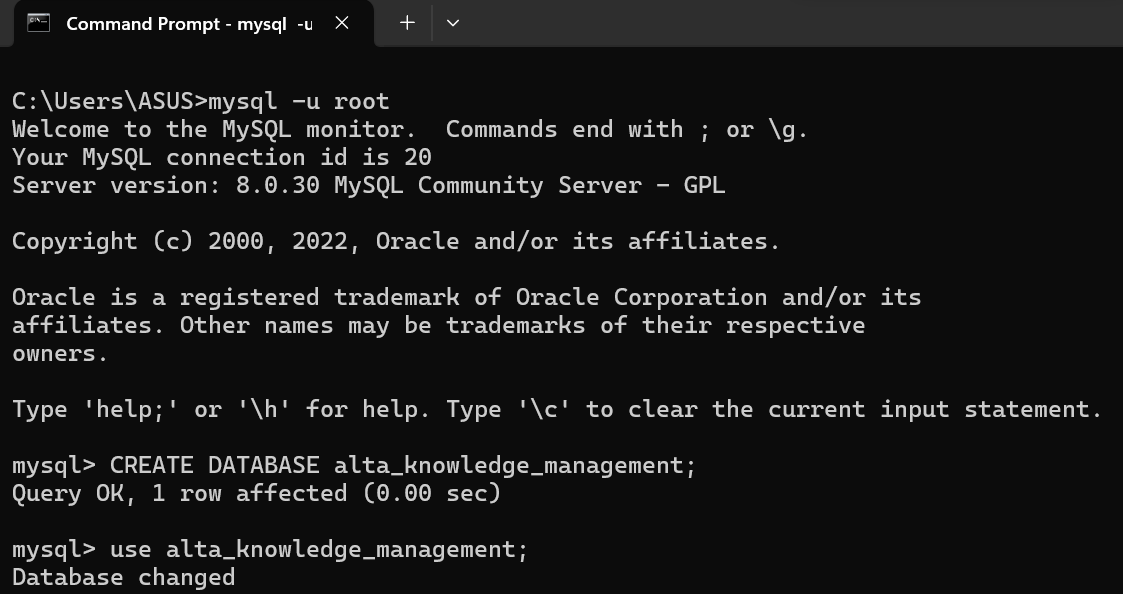 Command Prompt - mysql  -u
C:\Users\ASUS>mysql -u root
Welcome to the MySQL monitor.  Commands end with ; or \g.
Your MySQL connection id is 20
Server version: 8.0.30 MySQL Community Server - GPL
Copyright (c) 2000, 2022, Oracle and/or its affiliates.
Oracle is a registered trademark of Oracle Corporation and/or its
affiliates. Other names may be trademarks of their respective
owners.
Type 'help;' or '\h' for help. Type '\c' to clear the current input statement.
mysql> CREATE DATABASE alta_knowledge_management;
Query OK, 1 row affected (0.00 sec)
mysql> use alta_knowledge_management;
Database changed